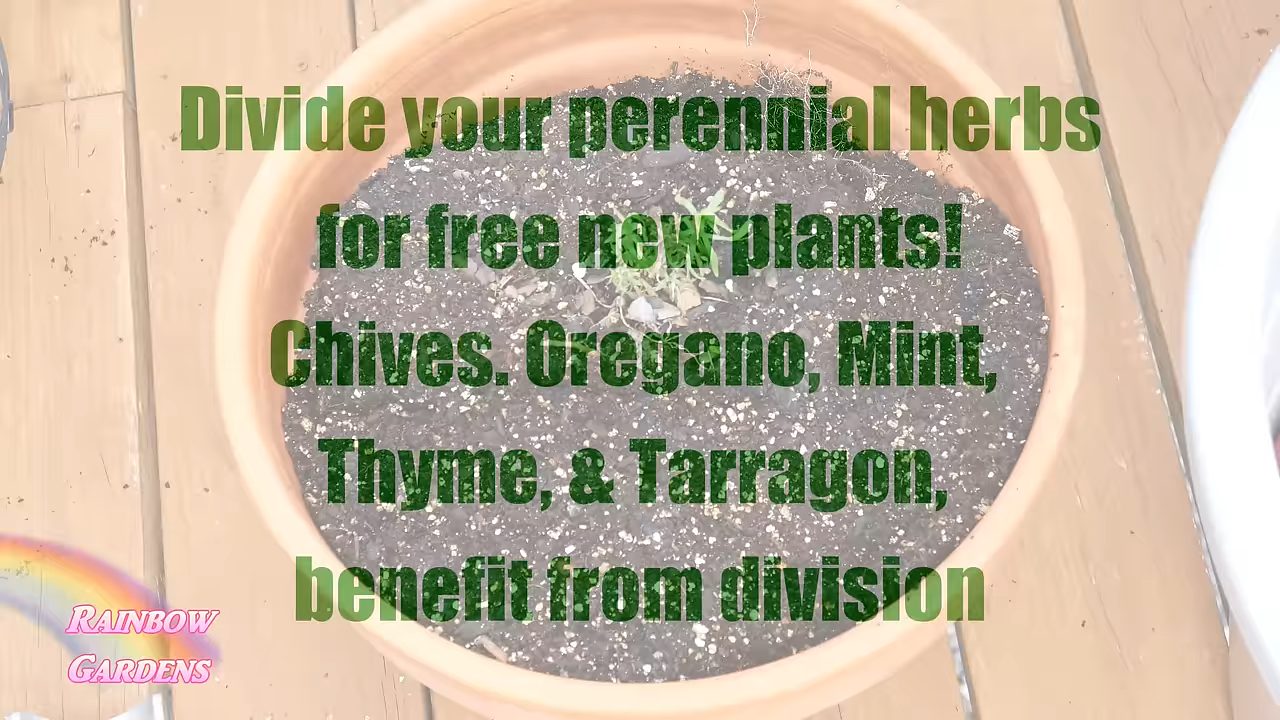 Divide your perennial herbs
for free new plants!
Chives. Oregano, Mint,
Thyme, & Tarragon,
benefit from division
RAINBOW
GARDENS